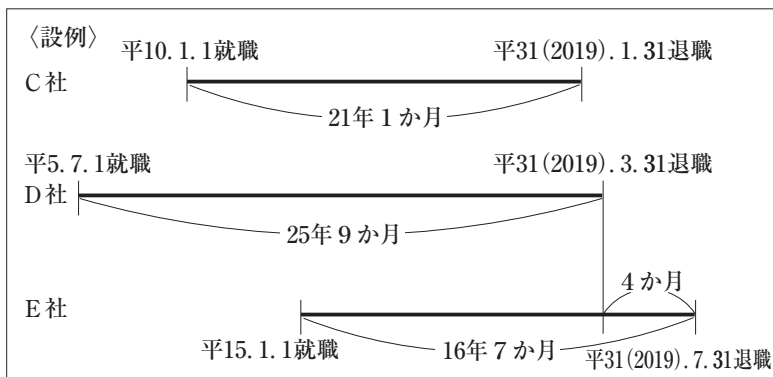 〈設例〉
平10. 1. 1就職 平31(2019). 1. 31退職
C社
21年1か月
平5. 7. 1就職 平31(2019). 3. 31退職
D社
25年9か月
4か月
E社
平15. 1. 1就職 16年7か月 平31(2019). 7. 31退職